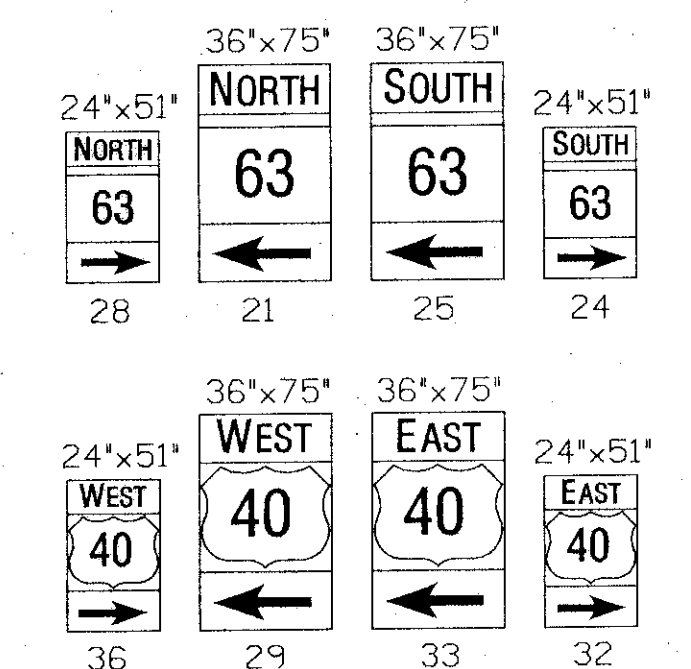 36"x75" 36"x75"
24"x51" 24"x51"
NORTH NORTH SOUTH SOUTH
63 63 63 63
28 21 25 24
36"x75" 36"x75"
24"x51" 24"x51"
WEST WEST EAST EAST
40 40 40 40
36 29 33 32